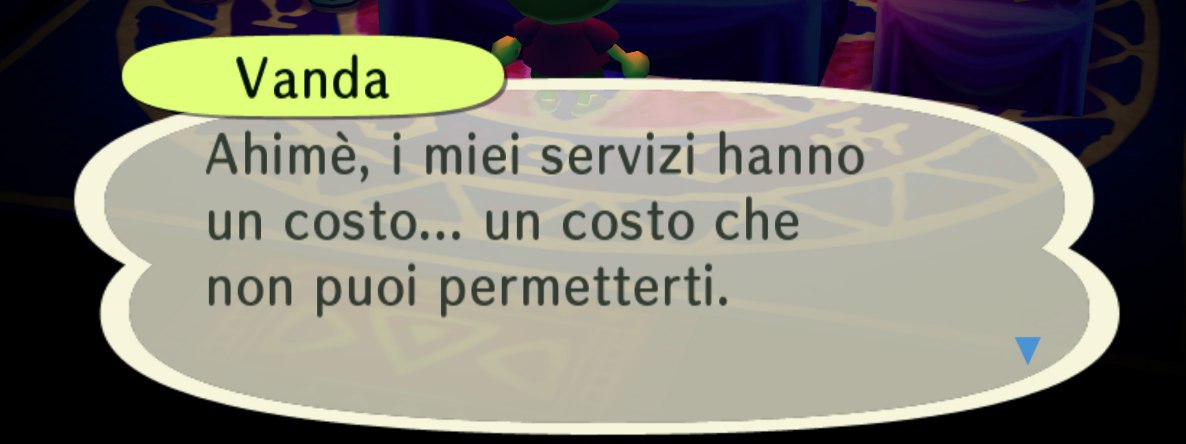 Vanda
Ahimè, i miei servizi hanno
un costo... un costo che
non puoi permetterti.